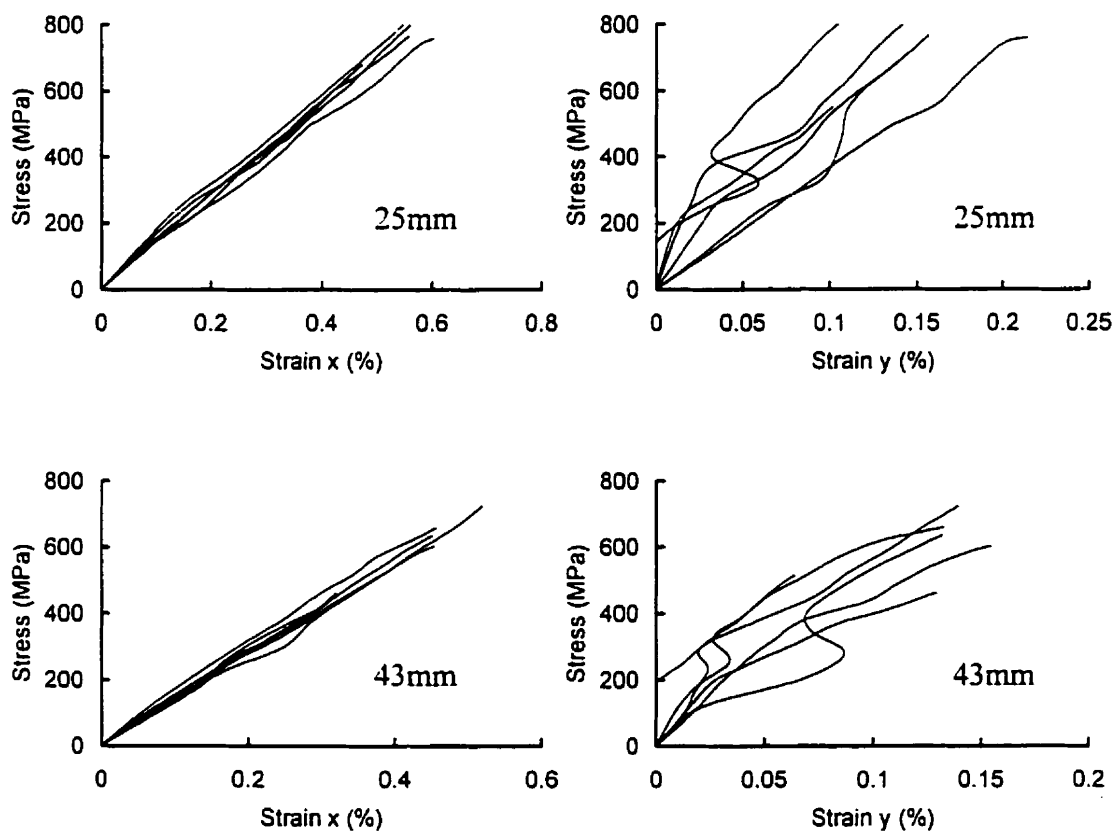 800
600
400
200
0
Stress (MPa)
25mm
0 0.2 0.4 0.6 0.8
Strain x (%)
800
600
400
200
0
Stress (MPa)
25mm
0 0.05 0.1 0.15 0.2 0.25
Strain y (%)
800
600
400
200
0
Stress (MPa)
43mm
0 0.2 0.4 0.6
Strain x (%)
800
600
400
200
0
Stress (MPa)
43mm
0 0.05 0.1 0.15 0.2
Strain y (%)